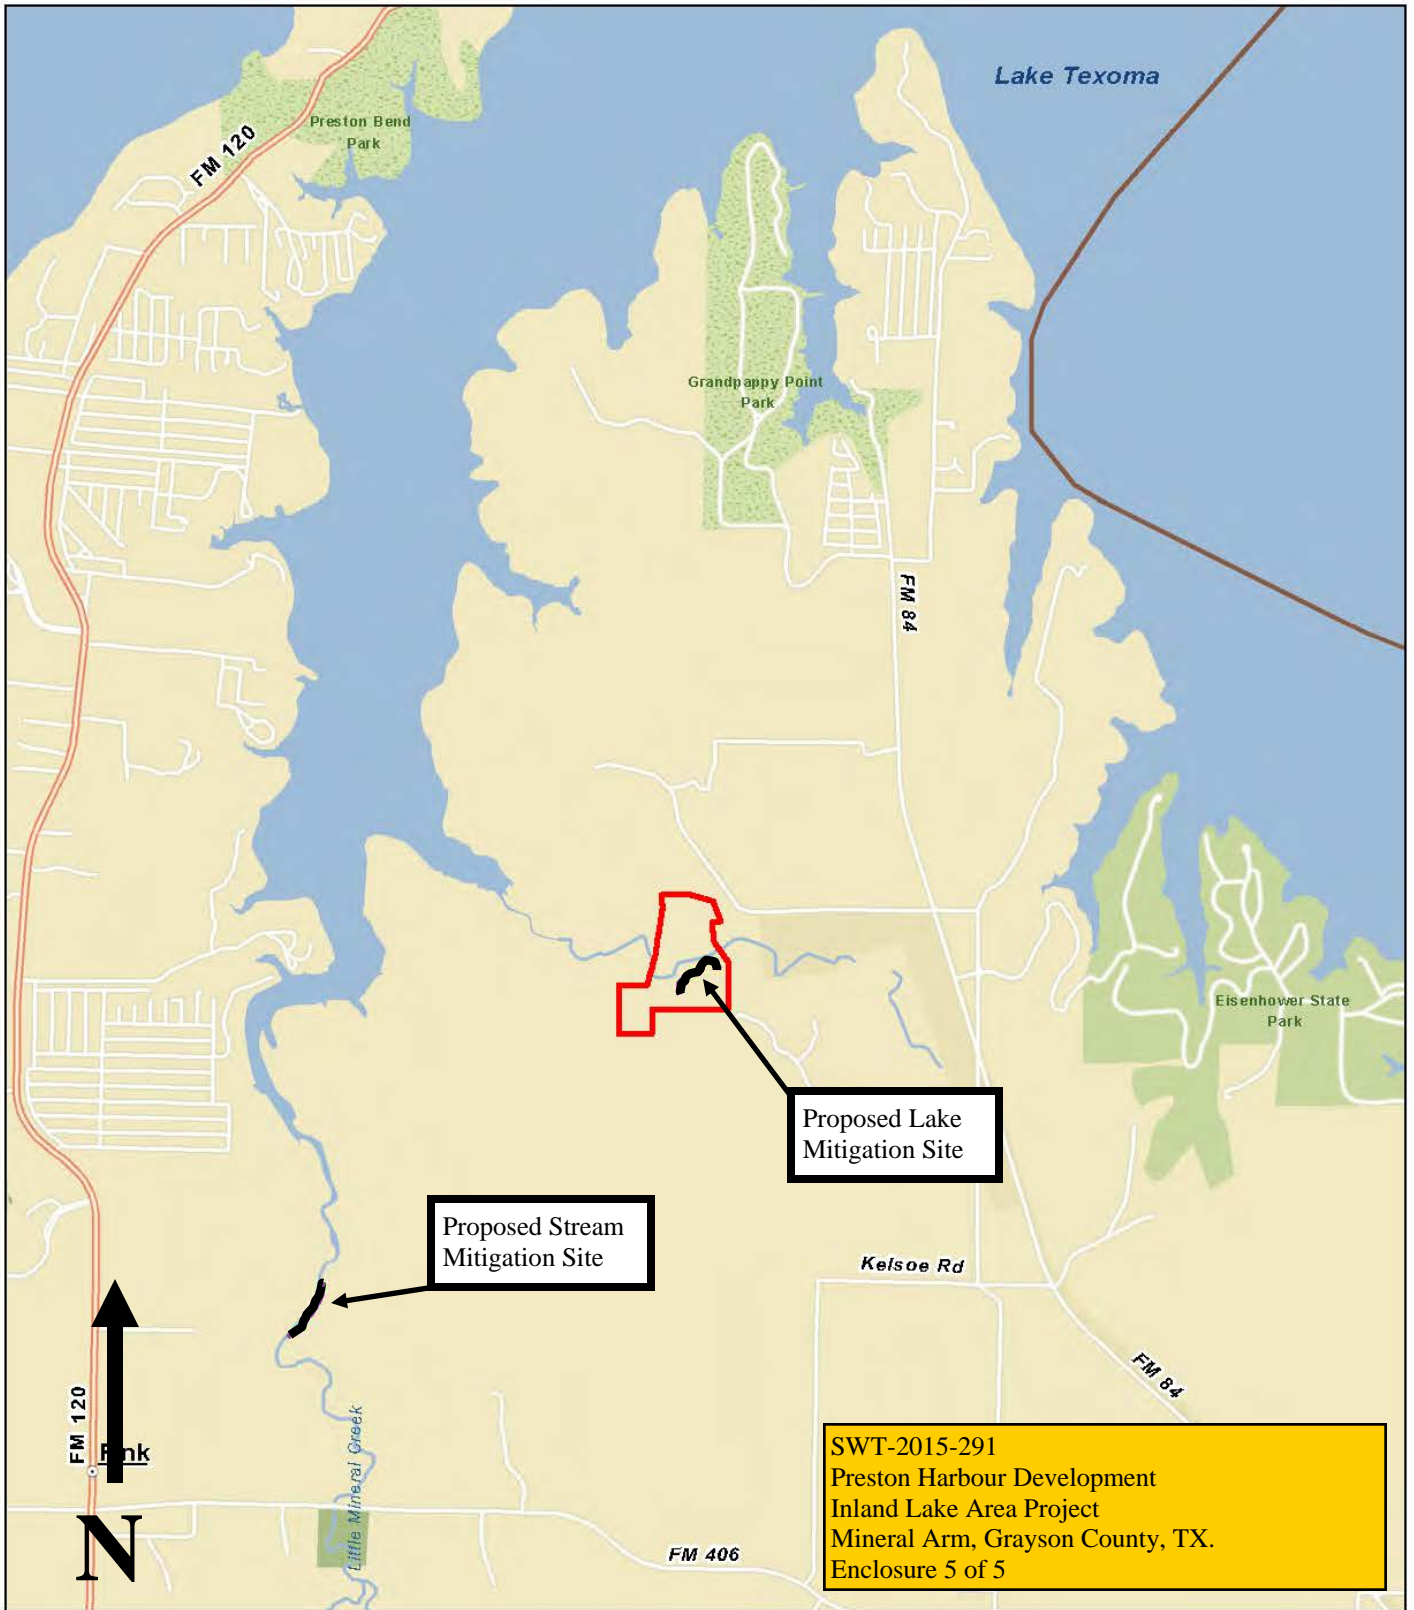 Lake Texoma
Preston Bend
Park
FM 120
Grandpappy Point
Park
FM 84
Eisenhower State
Park
Proposed Lake
Mitigation Site
Proposed Stream
Mitigation Site
Kelsoe Rd
FM 84
FM 120
Fink
Little Mineral Creek
N
FM 406
SWT-2015-291
Preston Harbour Development
Inland Lake Area Project
Mineral Arm, Grayson County, TX.
Enclosure 5 of 5